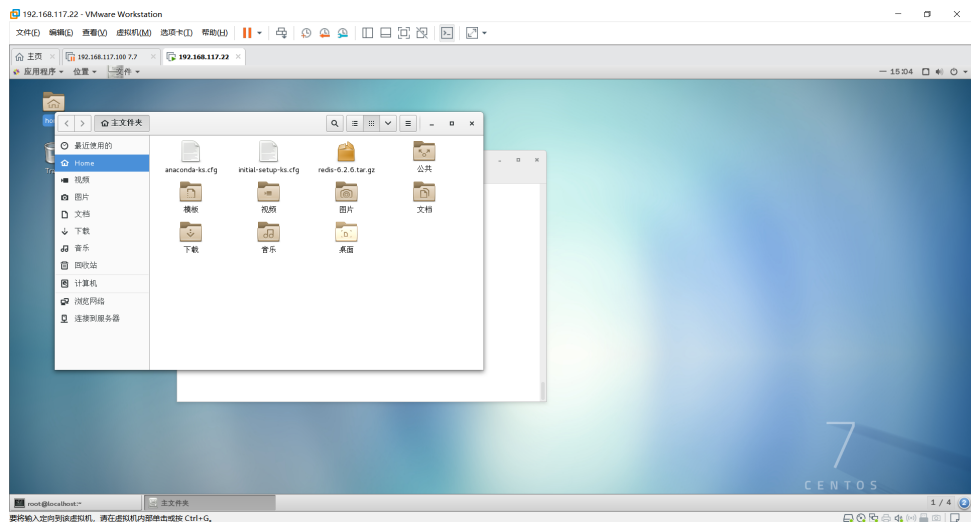 192.168.117.22 - VMware Workstation
文件(F) 编辑(E) 查看(V) 虚拟机(M) 选项卡(T) 帮助(H)
主页 192.168.117.100 7.7 192.168.117.22
应用程序 位置 文件 15:04
主文件夹
最近使用的
Home
视频
图片
文档
下载
音乐
回收站
计算机
浏览网络
连接到服务器
anaconda-ks.cfg initial-setup-ks.cfg redis-6.2.6.tar.gz 公共
模板 视频 图片 文档
下载 音乐 桌面
7
CENTOS
root@localhost:~ 主文件夹 1 / 4 2
要将输入定向到该虚拟机，请在虚拟机内部单击或按 Ctrl+G。